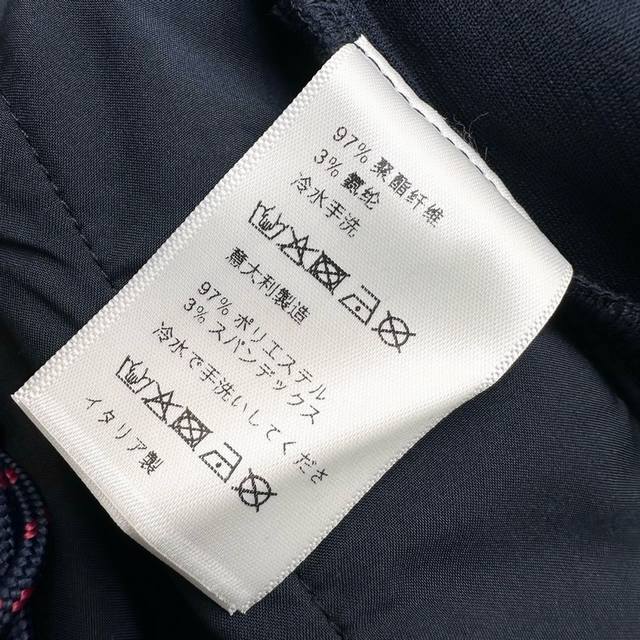 97% 聚酯纤维
3% 氨纶
冷水手洗
意大利製造
97% ポリエステル
3% スパンデックス
冷水で手洗いしてくださ
イタリア製